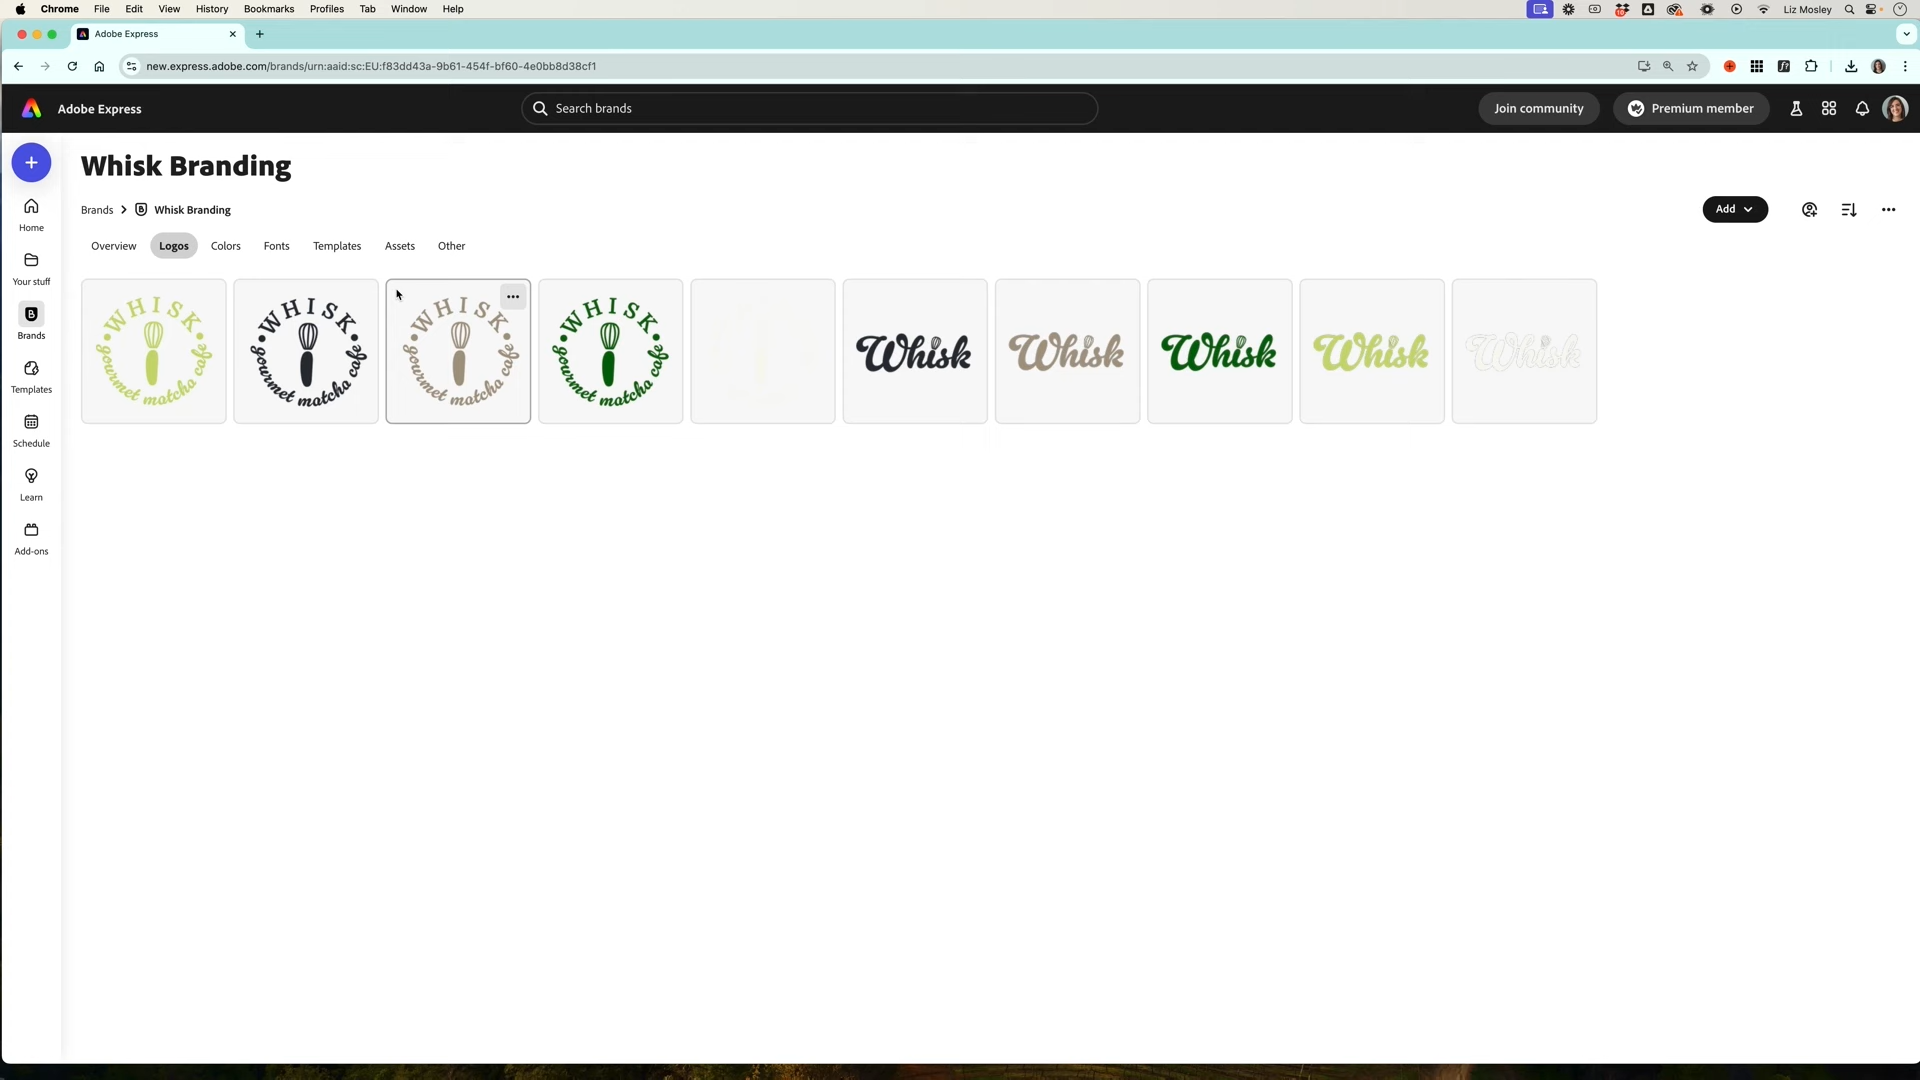 Chrome File Edit View History Bookmarks Profiles Tab Window Help
Liz Mosley
Adobe Express
new.express.adobe.com/brands/urn:aaid:sc:EU:f83dd43a-9b61-454f-bf60-4e0bb8d38cf1
Adobe Express
Search brands
Join community
Premium member
Whisk Branding
Brands
Whisk Branding
Add
Overview
Logos
Colors
Fonts
Templates
Assets
Other
Home
Your stuff
Brands
Templates
Schedule
Learn
Add-ons
WHISK
gourmet matcha cafe
WHISK
gourmet matcha cafe
WHISK
gourmet matcha cafe
WHISK
gourmet matcha cafe
Whisk
Whisk
Whisk
Whisk
Whisk